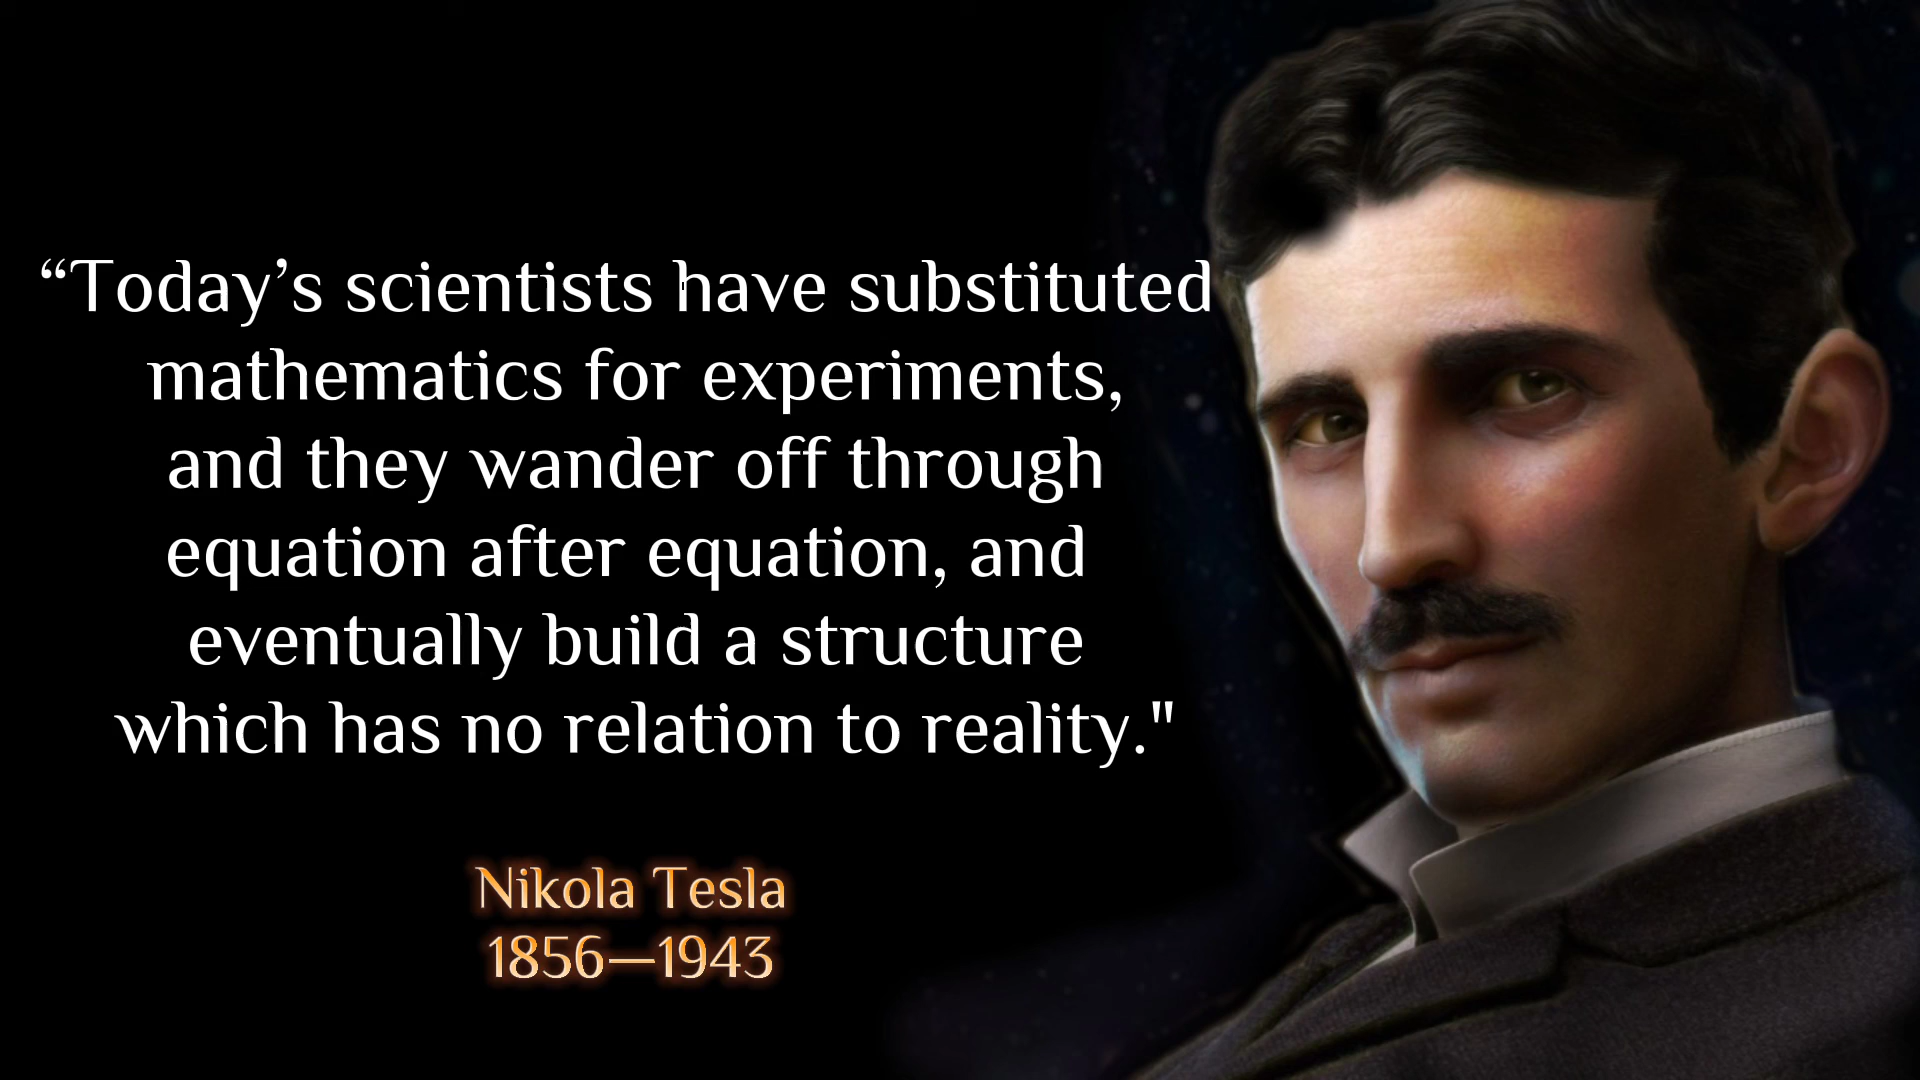 “Today’s scientists have substituted
mathematics for experiments,
and they wander off through
equation after equation, and
eventually build a structure
which has no relation to reality."
Nikola Tesla
1856—1943